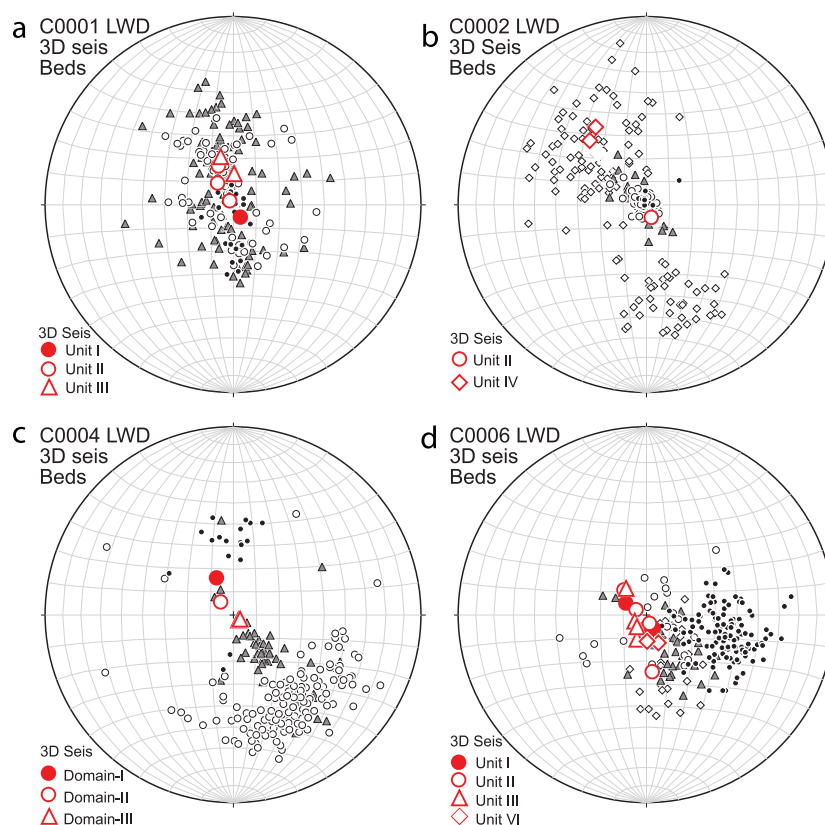 a
C0001 LWD
3D seis
Beds
3D Seis
Unit I
Unit II
Unit III
b
C0002 LWD
3D Seis
Beds
3D Seis
Unit II
Unit IV
c
C0004 LWD
3D seis
Beds
3D Seis
Domain-I
Domain-II
Domain-III
d
C0006 LWD
3D seis
Beds
3D Seis
Unit I
Unit II
Unit III
Unit VI